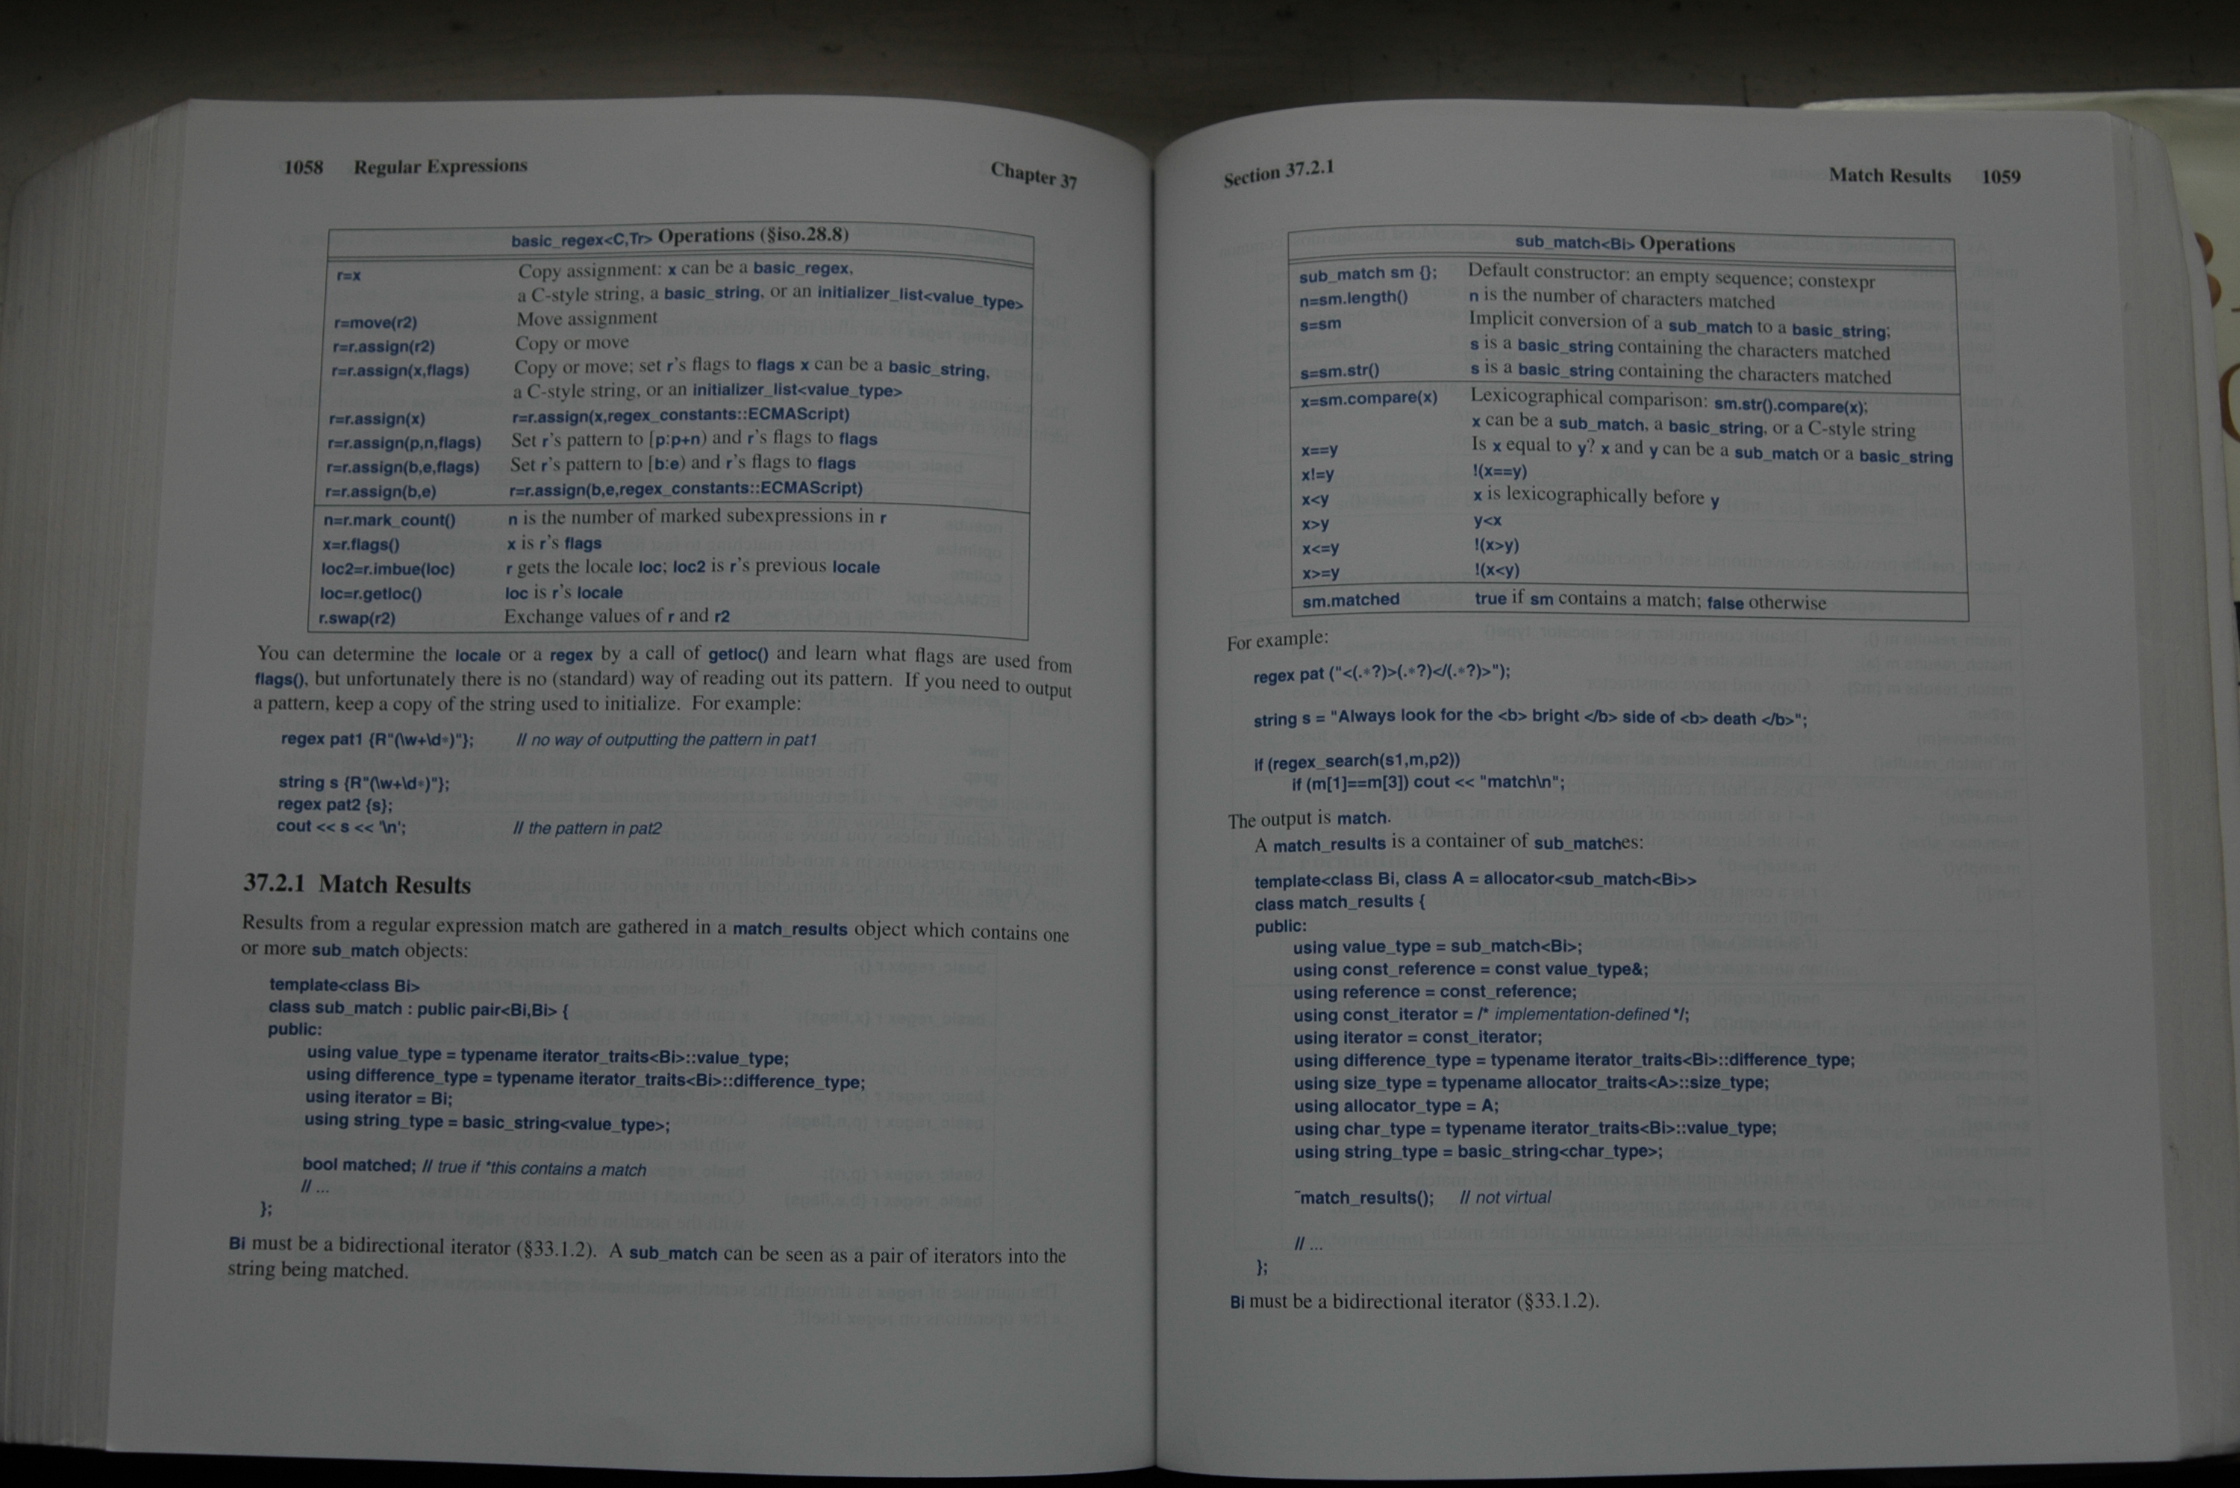 1058 Regular Expressions Chapter 37
basic_regex<C,Tr> Operations (§iso.28.8)
r=x Copy assignment: x can be a basic_regex,
a C-style string, a basic_string, or an initializer_list<value_type>
r=move(r2) Move assignment
r=r.assign(r2) Copy or move
r=r.assign(x,flags) Copy or move; set r's flags to flags x can be a basic_string,
a C-style string, or an initializer_list<value_type>
r=r.assign(x) r=r.assign(x,regex_constants::ECMAScript)
r=r.assign(p,n,flags) Set r's pattern to [p:p+n) and r's flags to flags
r=r.assign(b,e,flags) Set r's pattern to [b:e) and r's flags to flags
r=r.assign(b,e) r=r.assign(b,e,regex_constants::ECMAScript)
n=r.mark_count() n is the number of marked subexpressions in r
x=r.flags() x is r's flags
loc2=r.imbue(loc) r gets the locale loc; loc2 is r's previous locale
loc=r.getloc() loc is r's locale
r.swap(r2) Exchange values of r and r2
You can determine the locale or a regex by a call of getloc() and learn what flags are used from
flags(), but unfortunately there is no (standard) way of reading out its pattern. If you need to output
a pattern, keep a copy of the string used to initialize. For example:
regex pat1 {R"(\w+\d*)"}; // no way of outputting the pattern in pat1
string s {R"(\w+\d*)"};
regex pat2 {s};
cout << s << '\n'; // the pattern in pat2
37.2.1 Match Results
Results from a regular expression match are gathered in a match_results object which contains one
or more sub_match objects:
template<class Bi>
class sub_match : public pair<Bi,Bi> {
public:
using value_type = typename iterator_traits<Bi>::value_type;
using difference_type = typename iterator_traits<Bi>::difference_type;
using iterator = Bi;
using string_type = basic_string<value_type>;
bool matched; // true if *this contains a match
// ...
};
Bi must be a bidirectional iterator (§33.1.2). A sub_match can be seen as a pair of iterators into the
string being matched.
Section 37.2.1 Match Results 1059
sub_match<Bi> Operations
sub_match sm {}; Default constructor: an empty sequence; constexpr
n=sm.length() n is the number of characters matched
s=sm Implicit conversion of a sub_match to a basic_string;
s is a basic_string containing the characters matched
s=sm.str() s is a basic_string containing the characters matched
x=sm.compare(x) Lexicographical comparison: sm.str().compare(x);
x can be a sub_match, a basic_string, or a C-style string
x==y Is x equal to y? x and y can be a sub_match or a basic_string
x!=y !(x==y)
x<y x is lexicographically before y
x>y y<x
x<=y !(x>y)
x>=y !(x<y)
sm.matched true if sm contains a match; false otherwise
For example:
regex pat ("<(.*?)>(.*?)</(.*?)>");
string s = "Always look for the <b> bright </b> side of <b> death </b>";
if (regex_search(s1,m,p2))
if (m[1]==m[3]) cout << "match\n";
The output is match.
A match_results is a container of sub_matches:
template<class Bi, class A = allocator<sub_match<Bi>>
class match_results {
public:
using value_type = sub_match<Bi>;
using const_reference = const value_type&;
using reference = const_reference;
using const_iterator = /* implementation-defined */;
using iterator = const_iterator;
using difference_type = typename iterator_traits<Bi>::difference_type;
using size_type = typename allocator_traits<A>::size_type;
using allocator_type = A;
using char_type = typename iterator_traits<Bi>::value_type;
using string_type = basic_string<char_type>;
~match_results(); // not virtual
// ...
};
Bi must be a bidirectional iterator (§33.1.2).